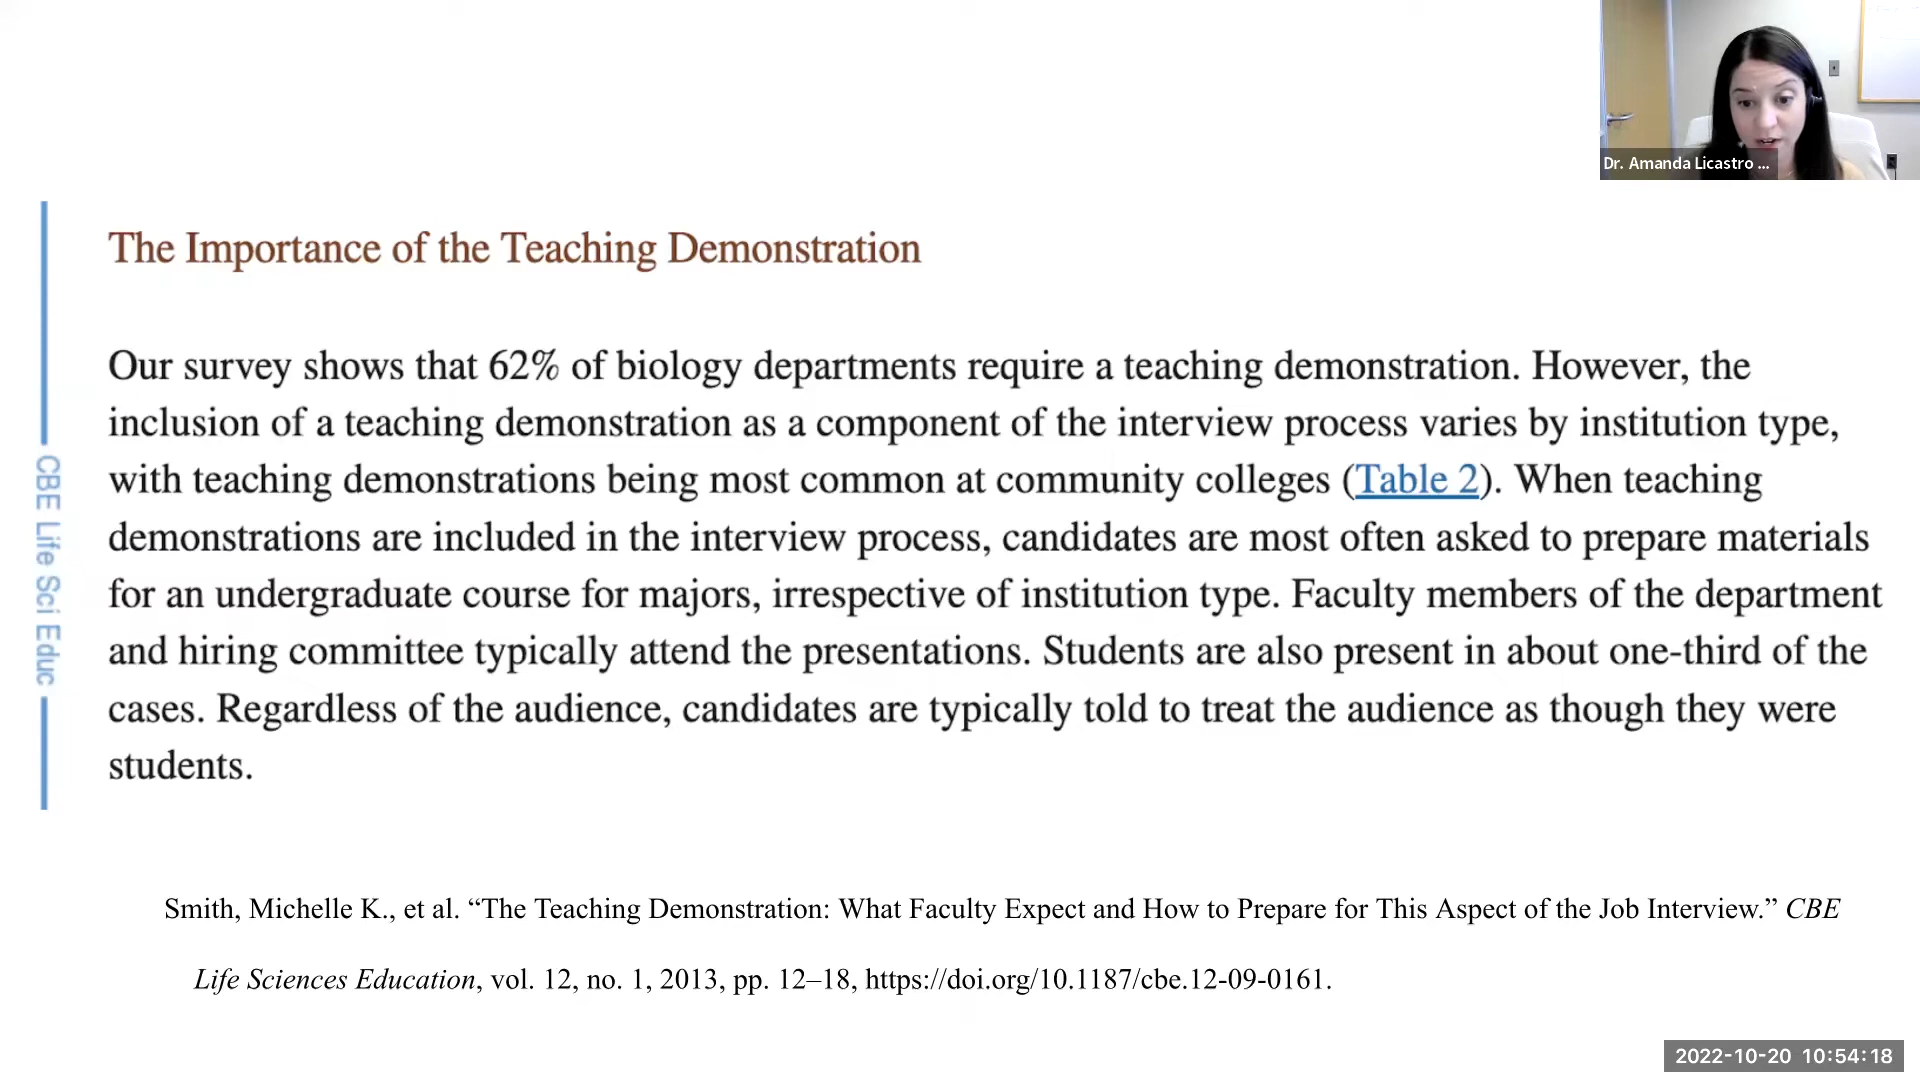 Dr. Amanda Licastro ...
The Importance of the Teaching Demonstration
Our survey shows that 62% of biology departments require a teaching demonstration. However, the
inclusion of a teaching demonstration as a component of the interview process varies by institution type,
with teaching demonstrations being most common at community colleges (Table 2). When teaching
demonstrations are included in the interview process, candidates are most often asked to prepare materials
for an undergraduate course for majors, irrespective of institution type. Faculty members of the department
and hiring committee typically attend the presentations. Students are also present in about one-third of the
cases. Regardless of the audience, candidates are typically told to treat the audience as though they were
students.
CBE Life Sci Educ
Smith, Michelle K., et al. “The Teaching Demonstration: What Faculty Expect and How to Prepare for This Aspect of the Job Interview.” CBE
Life Sciences Education, vol. 12, no. 1, 2013, pp. 12–18, https://doi.org/10.1187/cbe.12-09-0161.
2022-10-20 10:54:18